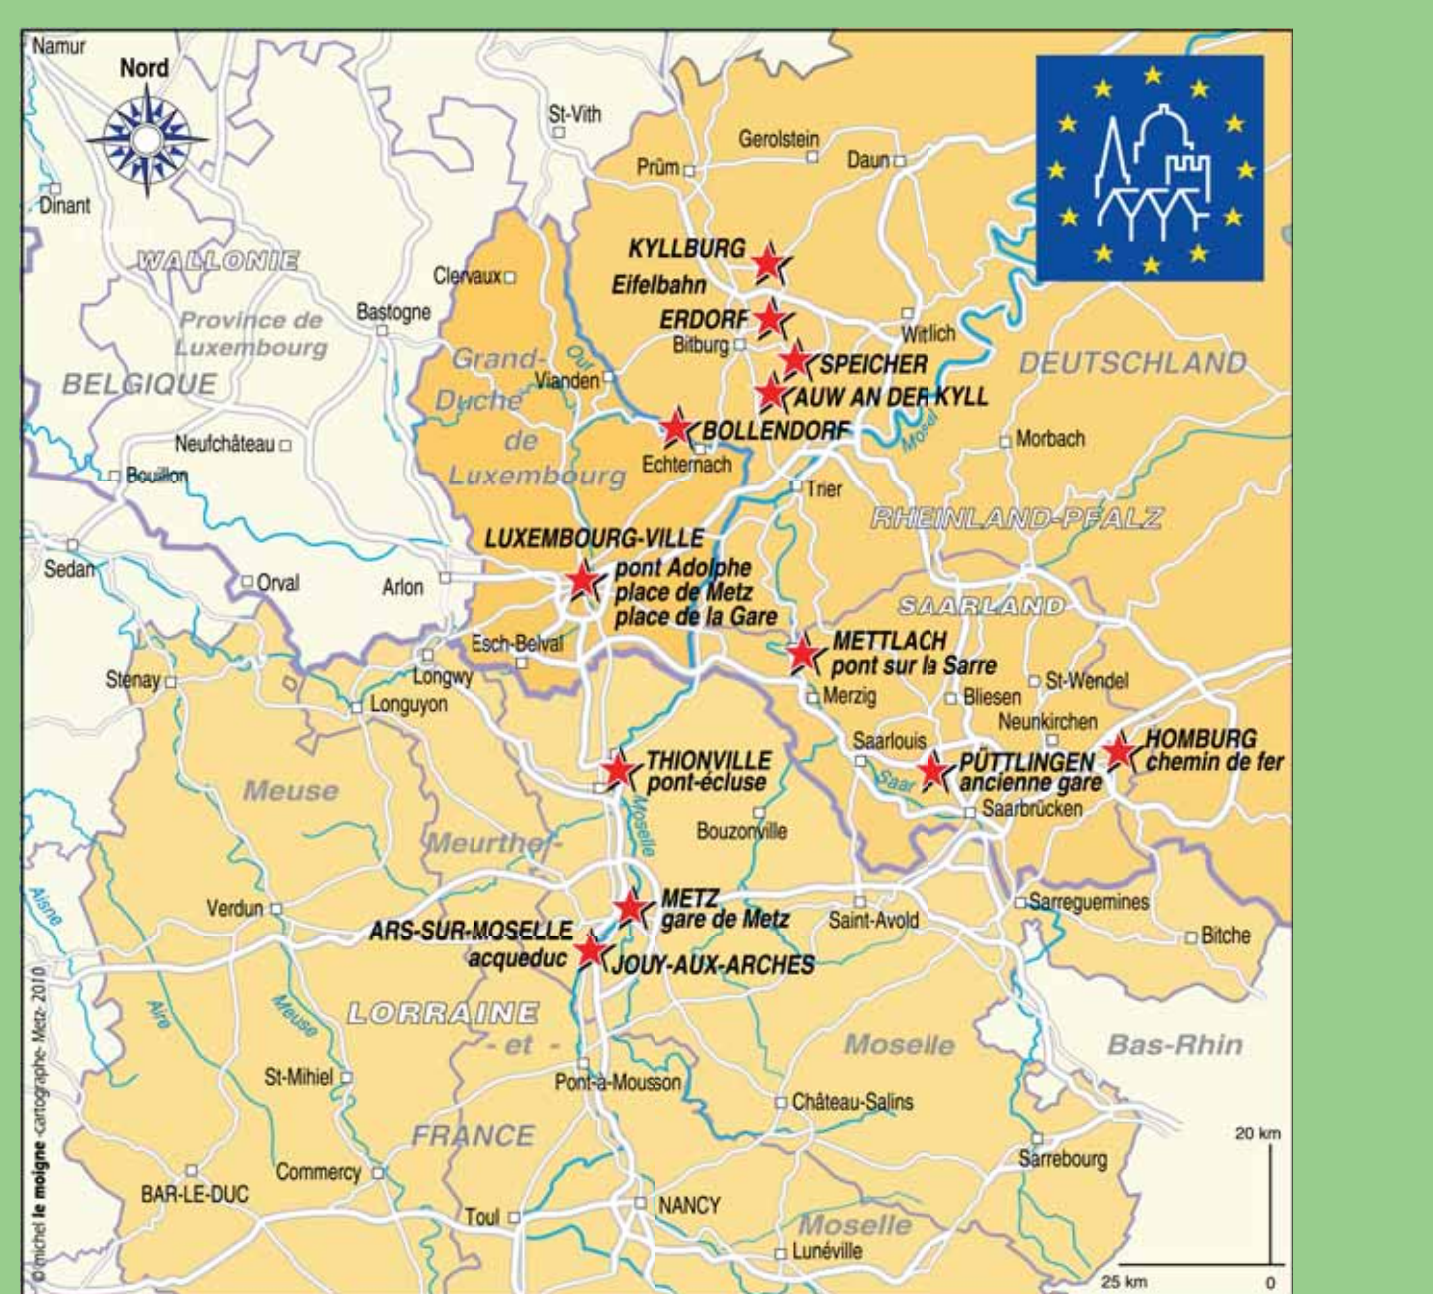 Namur
Nord
St-Vith
Gerolstein
Prüm
Daun
Dinant
WALLONIE
KYLLBURG
Eifelbahn
Clervaux
Bastogne
Province de
Luxembourg
ERDORF
Bitburg
Witlich
BELGIQUE
Grand-
Duché
de
Luxembourg
Our
Vianden
SPEICHER
AUW AN DER KYLL
DEUTSCHLAND
BOLLENDORF
Echternach
Mosel
Morbach
Neufchâteau
Bouillon
Trier
RHEINLAND-PFALZ
LUXEMBOURG-VILLE
pont Adolphe
place de Metz
place de la Gare
Sedan
Orval
Arlon
SAARLAND
Esch-Belval
METTLACH
pont sur la Sarre
Stenay
Longwy
Longuyon
Merzig
Bliesen
St-Wendel
Neunkirchen
Saarlouis
HOMBURG
chemin de fer
THIONVILLE
pont-écluse
PÜTTLINGEN
ancienne gare
Saar
Saarbrücken
Meuse
Moselle
Bouzonville
Meurthe-
Aisne
Verdun
METZ
gare de Metz
Saint-Avold
Sarreguemines
ARS-SUR-MOSELLE
acqueduc
JOUY-AUX-ARCHES
Bitche
Aire
Meuse
LORRAINE
- et -
Moselle
Bas-Rhin
St-Mihiel
Pont-à-Mousson
Château-Salins
FRANCE
20 km
Commercy
Sarrebourg
BAR-LE-DUC
Toul
NANCY
Moselle
Lunéville
25 km
0
© michel le moigne -cartographe- Metz- 2010